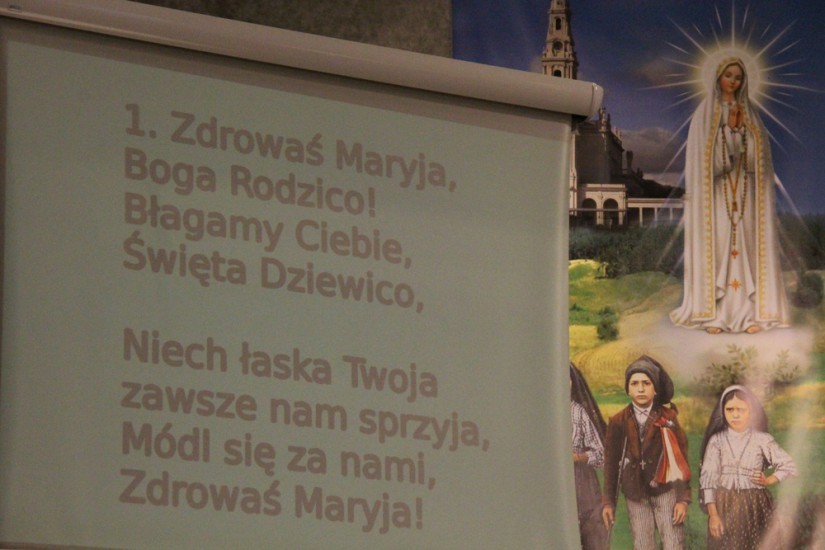 1. Zdrowaś Maryja,
Boga Rodzico!
Błagamy Ciebie,
Święta Dziewico,
Niech łaska Twoja
zawsze nam sprzyja,
Módl się za nami,
Zdrowaś Maryja!